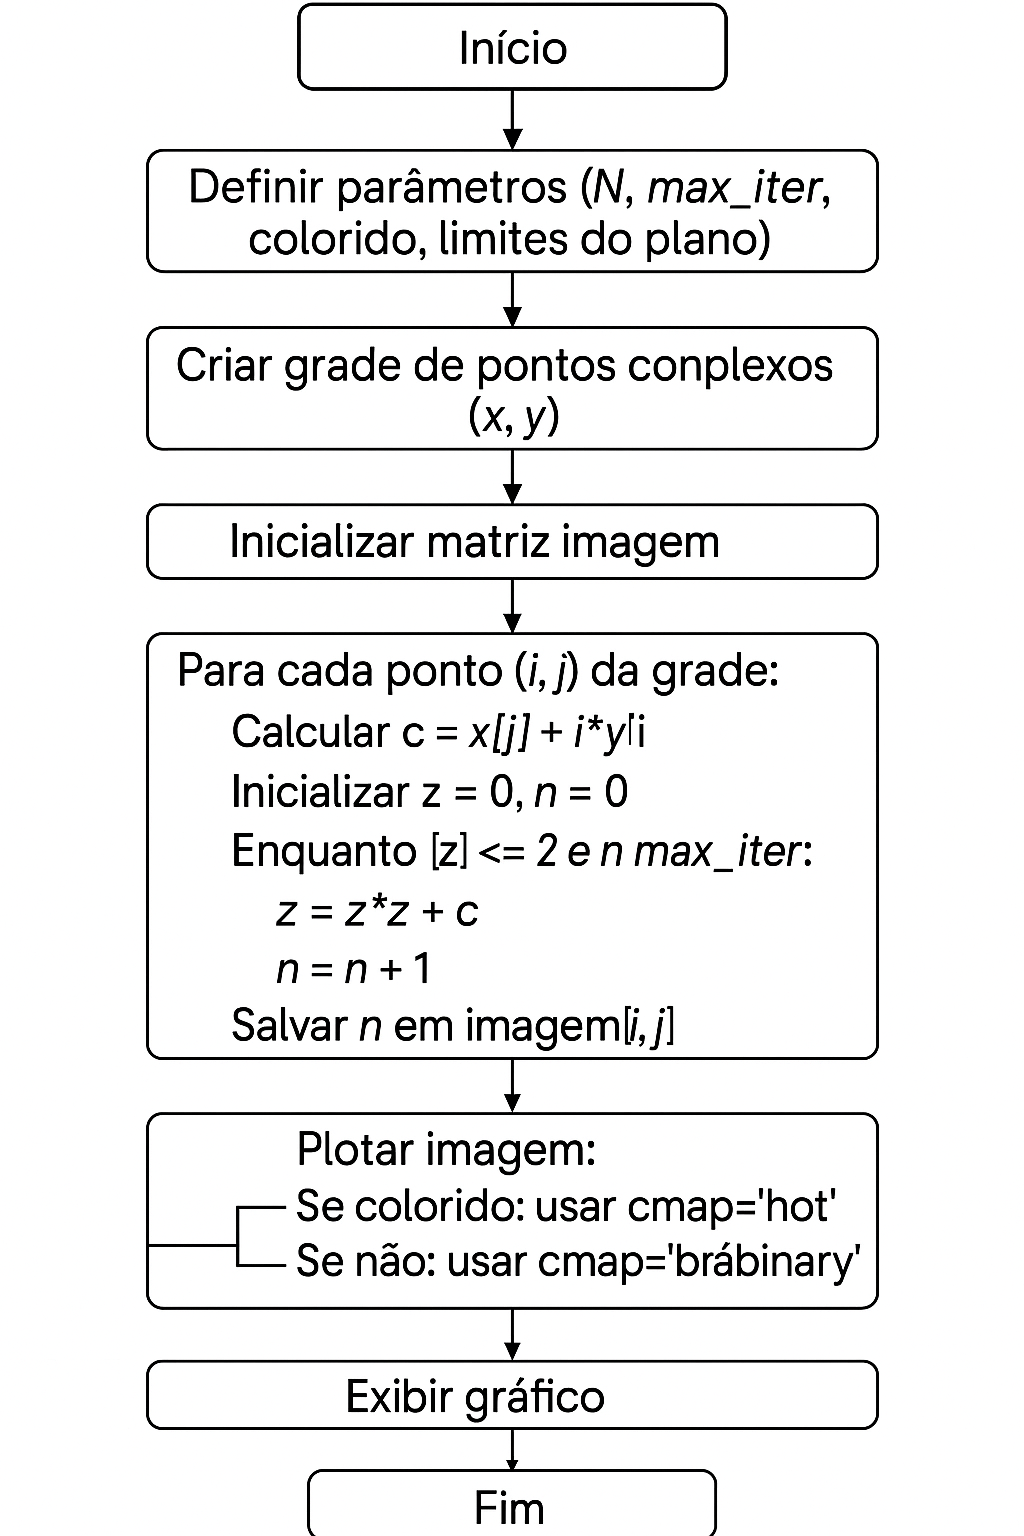 Início
Definir parâmetros (N, max_iter,
colorido, limites do plano)
Criar grade de pontos conplexos
(x, y)
Inicializar matriz imagem
Para cada ponto (i, j) da grade:
Calcular c = x[j] + i*y[i
Inicializar z = 0, n = 0
Enquanto [z] <= 2 e n max_iter:
z = z*z + c
n = n + 1
Salvar n em imagem[i, j]
Plotar imagem:
Se colorido: usar cmap='hot'
Se não: usar cmap='brábinary'
Exibir gráfico
Fim